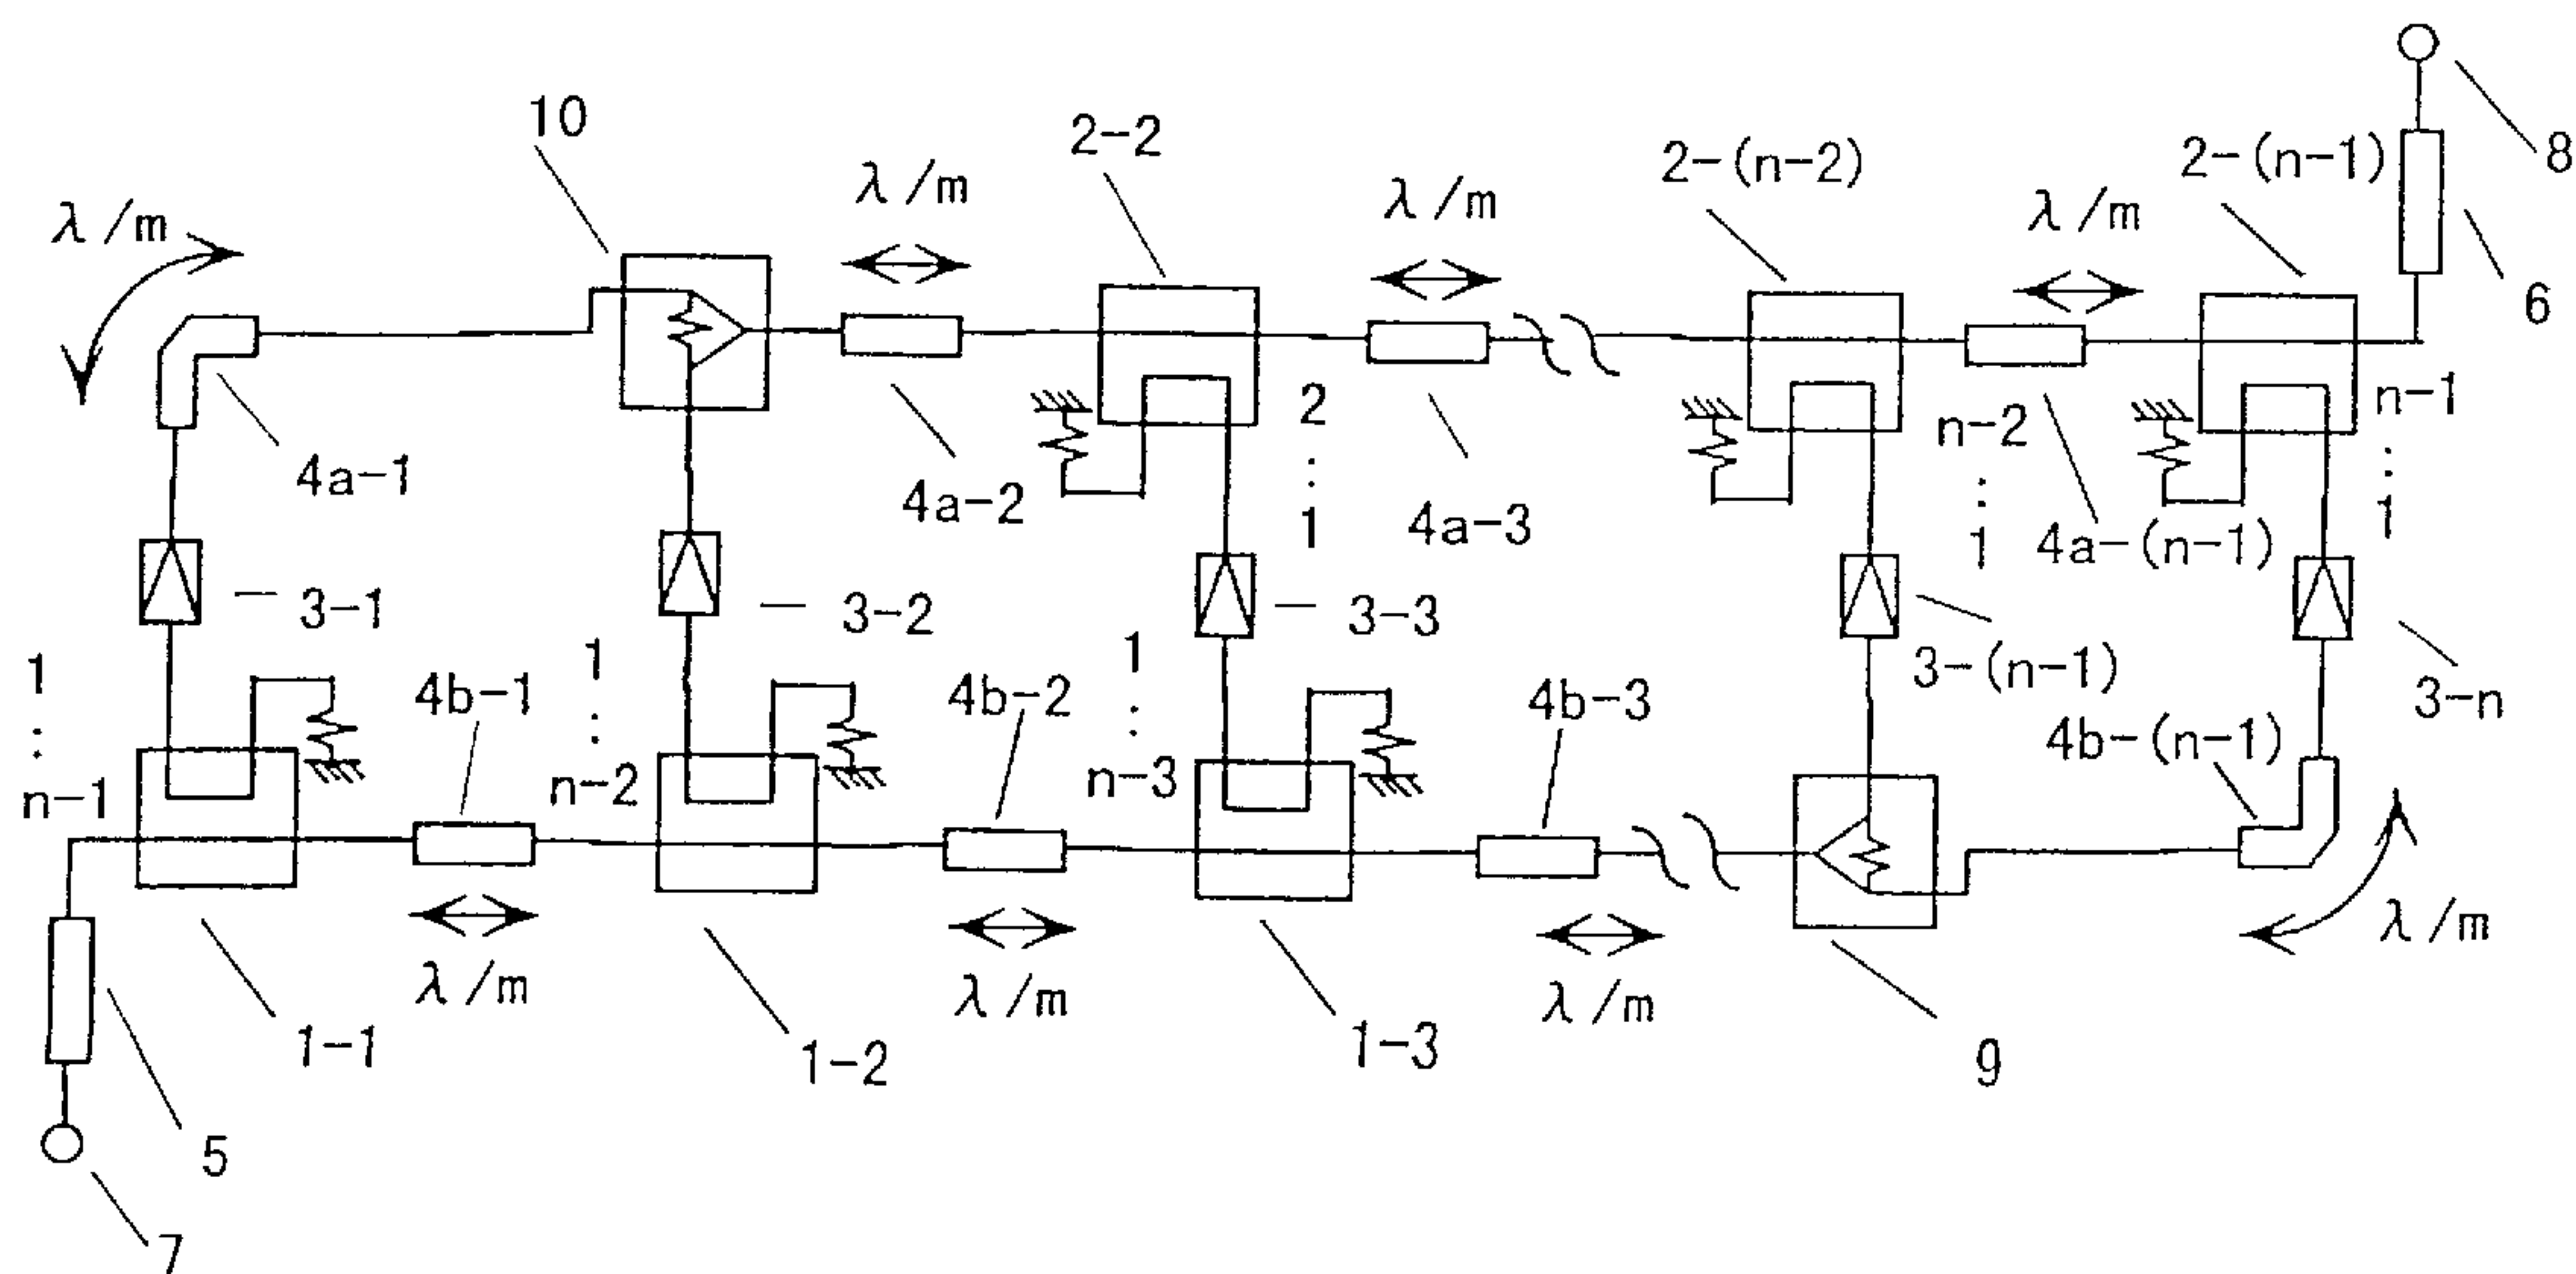 8
10
2-2
2-(n-2)
2-(n-1)
λ/m
λ/m
λ/m
λ/m
6
4a-1
4a-2
2
:
1
4a-3
n-2
:
1
4a-(n-1)
n-1
:
1
3-1
3-2
3-3
3-(n-1)
3-n
1
:
n-1
4b-1
1
:
n-2
4b-2
1
:
n-3
4b-3
4b-(n-1)
λ/m
λ/m
λ/m
λ/m
5
1-1
1-2
1-3
9
7